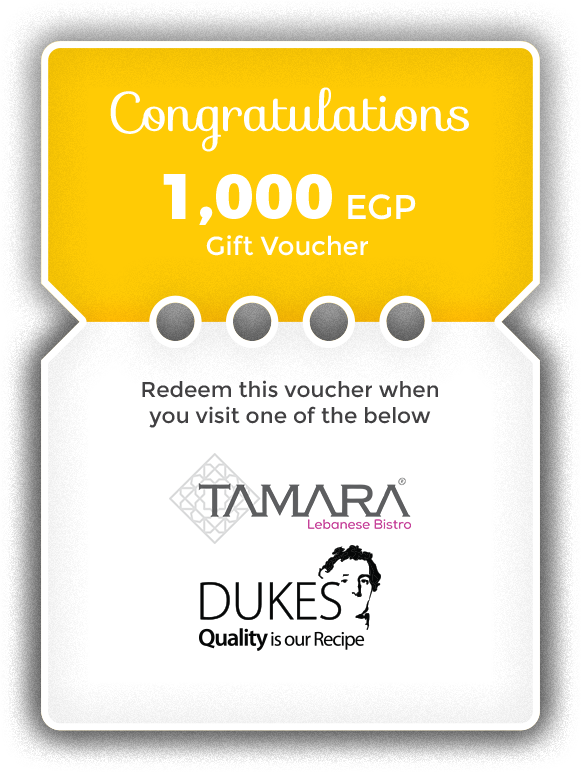 Congratulations
1,000 EGP
Gift Voucher
Redeem this voucher when
you visit one of the below
TAMARA®
Lebanese Bistro
DUKES
Quality is our Recipe